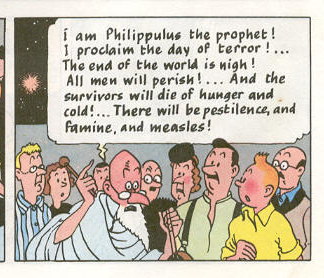 I am Philippulus the prophet!
I proclaim the day of terror!...
The end of the world is nigh!
All men will perish!... And the
survivors will die of hunger and
cold!... There will be pestilence, and
famine, and measles!